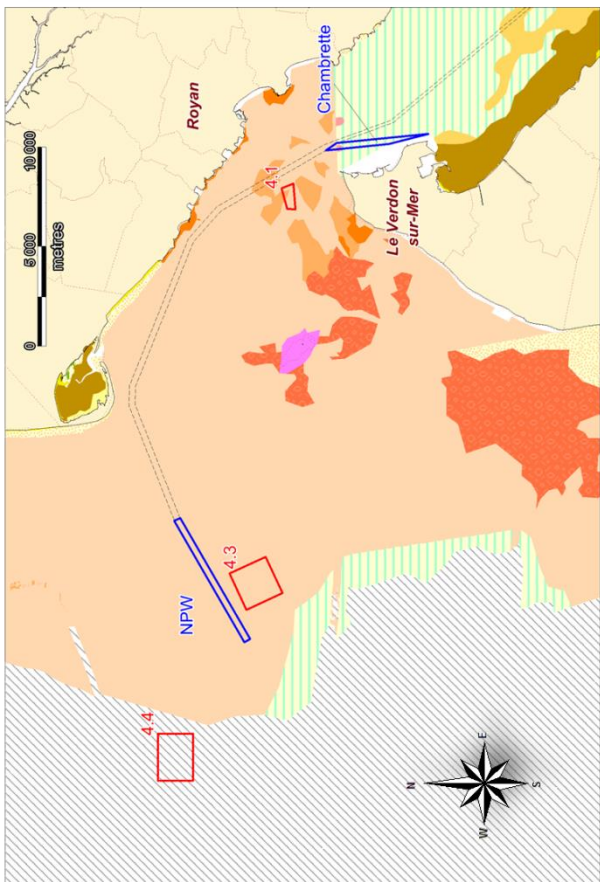 Royan
10 000
5 000
0
metres
Chambrette
4.1
Le Verdon
sur-Mer
4.3
NPW
4.4
N
W
E
S